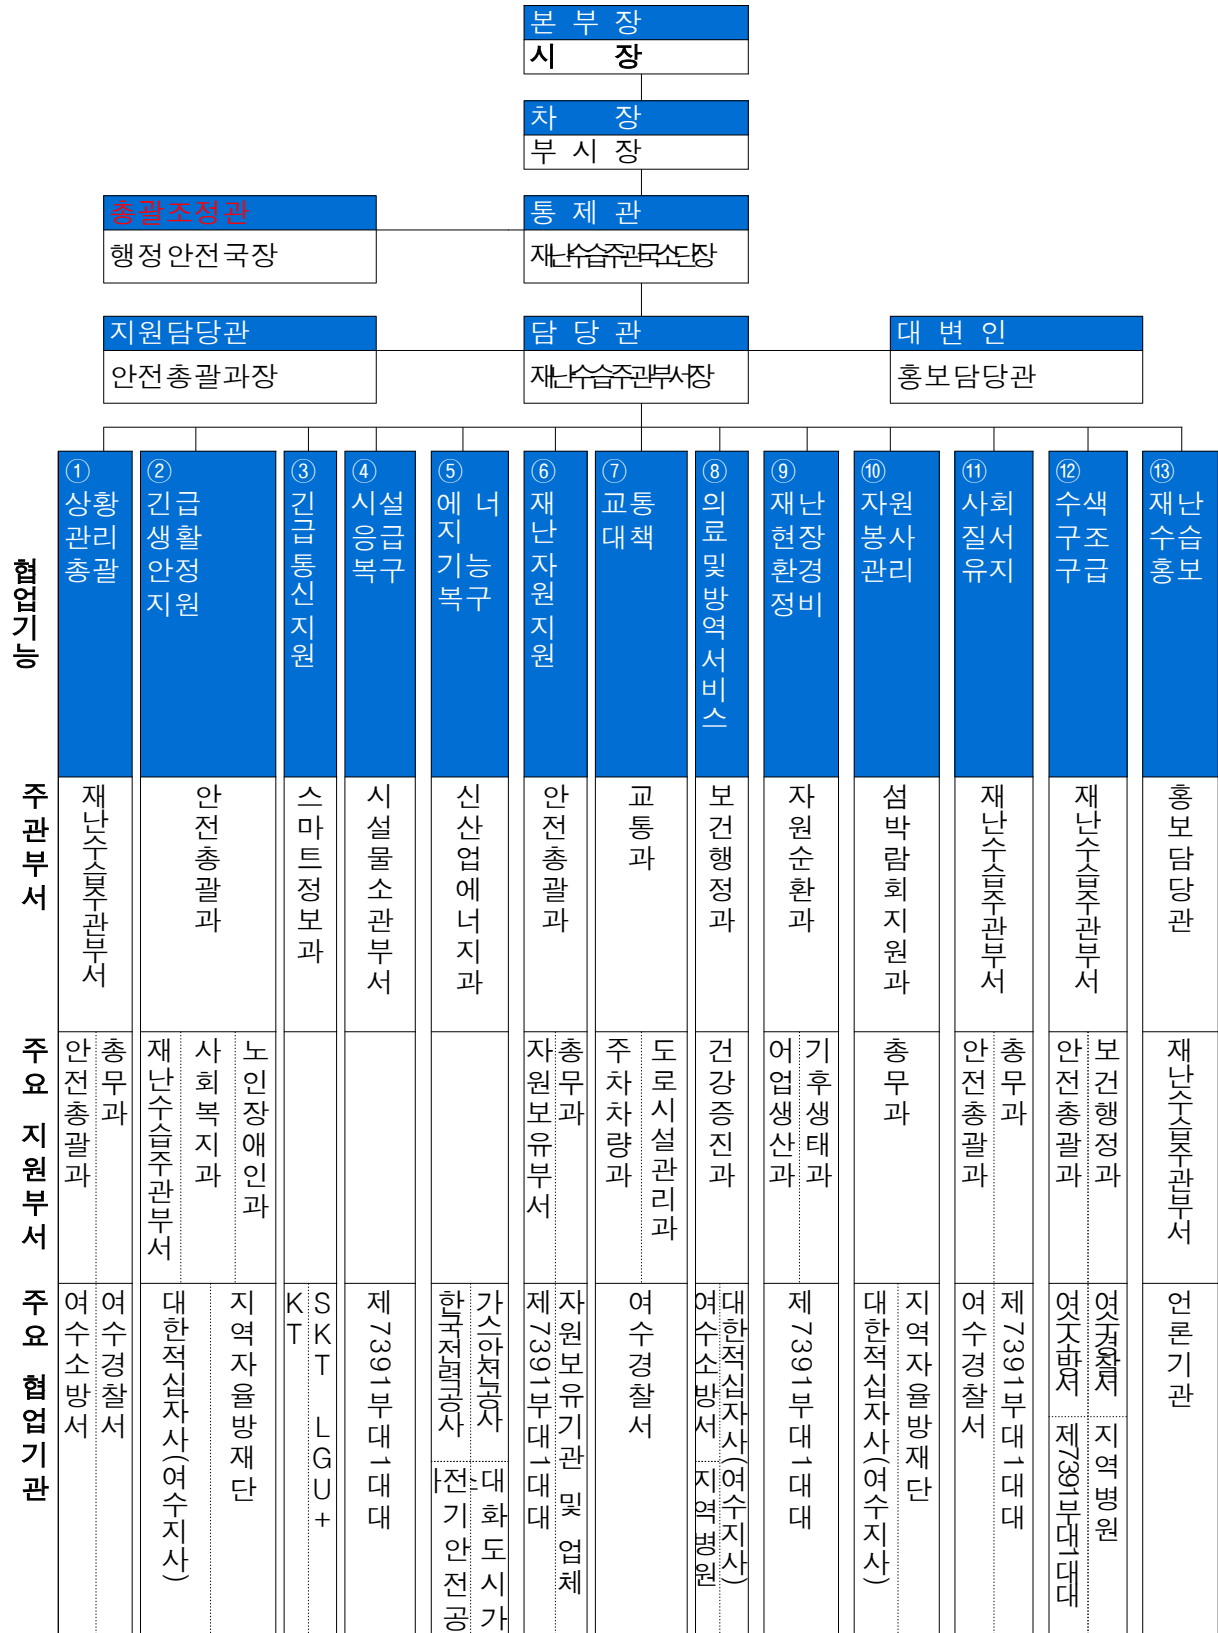 본 부 장
시 장
차 장
부 시 장
총괄조정관
행정안전국장
통 제 관
재난수습주관국소단장
지원담당관
안전총괄과장
담 당 관
재난수습주관부서장
대 변 인
홍보담당관
협업기능
①
상황
관리
총괄
②
긴급
생활
안정
지원
③
긴급통신지원
④
시설
응급
복구
⑤
에 너
지
기능
복구
⑥
재난자원지원
⑦
교통
대책
⑧
의료및방역서비스
⑨
재난
현장
환경
정비
⑩
자원
봉사
관리
⑪
사회
질서
유지
⑫
수색
구조
구급
⑬
재난
수습
홍보
주관부서
재난수습주관부서
안전총괄과
스마트정보과
시설물소관부서
신산업에너지과
안전총괄과
교통과
보건행정과
자원순환과
섬박람회지원과
재난수습주관부서
재난수습주관부서
홍보담당관
주요 지원부서
안전총괄과
총무과
재난수습주관부서
사회복지과
노인장애인과
자원보유부서
총무과
주차차량과
도로시설관리과
건강증진과
어업생산과
기후생태과
총무과
안전총괄과
총무과
안전총괄과
보건행정과
재난수습주관부서
주요 협업기관
여수소방서
여수경찰서
대한적십자사(여수지사)
지역자율방재단
KT
SKT LGU+
제7391부대1대대
한국전력공사
가스안전공사
전기안전공
대화도시가
제7391부대1대대
자원보유기관 및 업체
여수경찰서
여수소방서
대한적십자사(여수지사)
지역병원
제7391부대1대대
대한적십자사(여수지사)
지역자율방재단
여수경찰서
제7391부대1대대
여수소방서
여수경찰서
제7391부대1대대
지역병원
언론기관